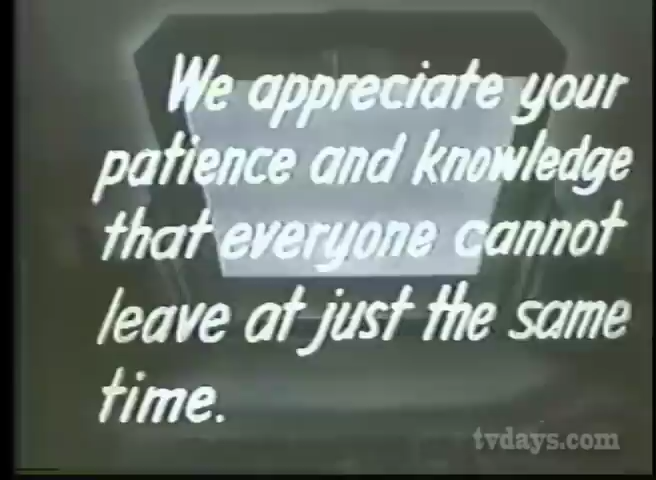 We appreciate your
patience and knowledge
that everyone cannot
leave at just the same
time.
tvdays.com